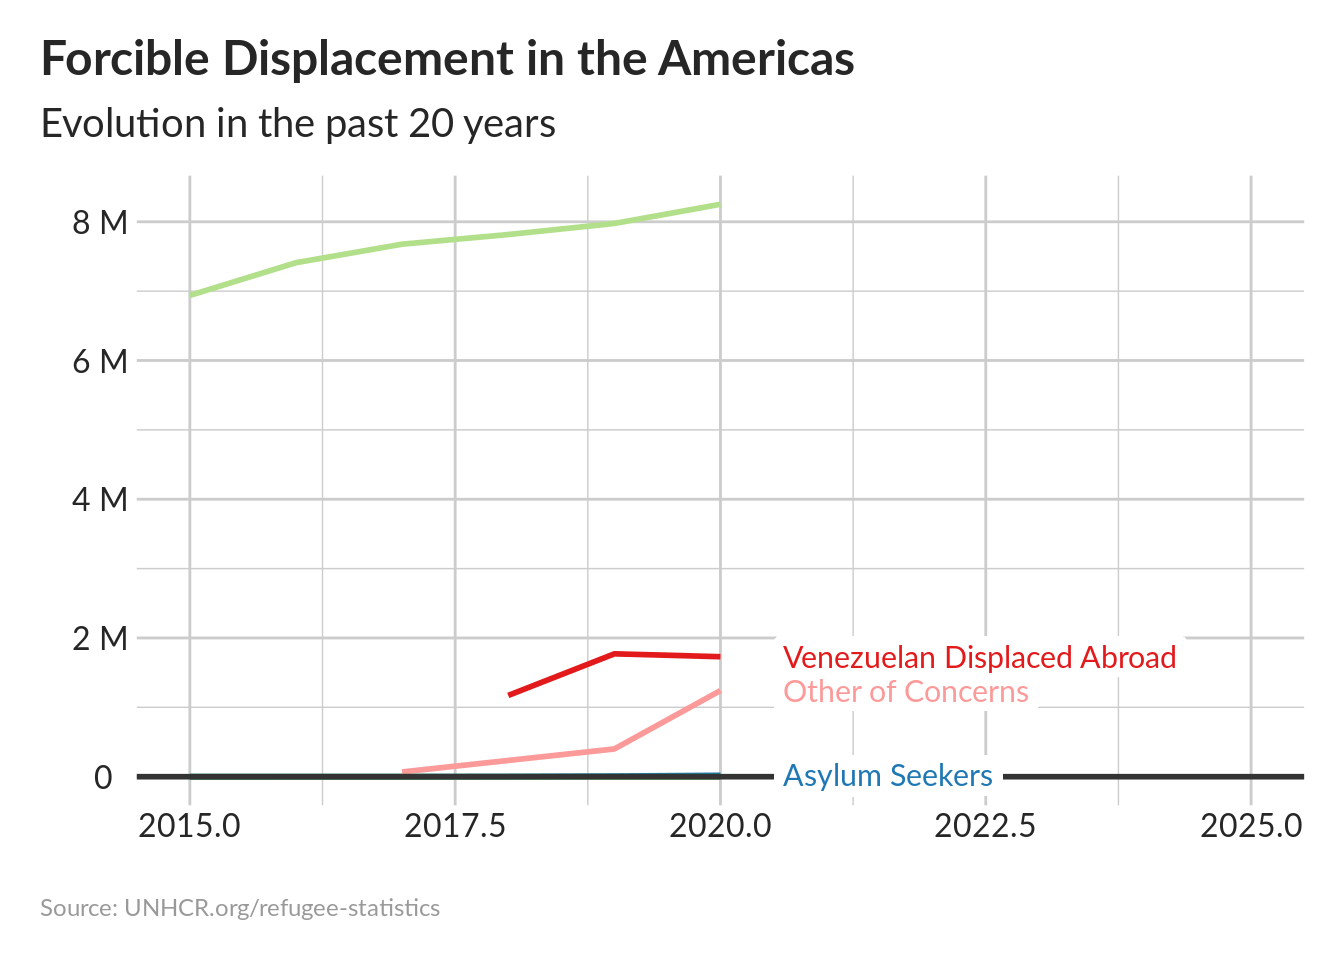 Forcible Displacement in the Americas
Evolution in the past 20 years
8 M
6 M
4 M
2 M
0
Venezuelan Displaced Abroad
Other of Concerns
Asylum Seekers
2015.0 2017.5 2020.0 2022.5 2025.0
Source: UNHCR.org/refugee-statistics